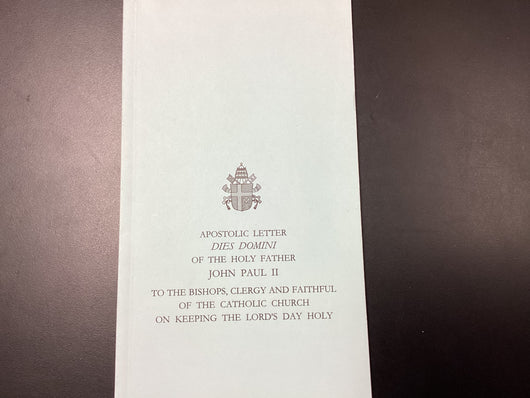 APOSTOLIC LETTER
DIES DOMINI
OF THE HOLY FATHER
JOHN PAUL II
TO THE BISHOPS, CLERGY AND FAITHFUL
OF THE CATHOLIC CHURCH
ON KEEPING THE LORD'S DAY HOLY